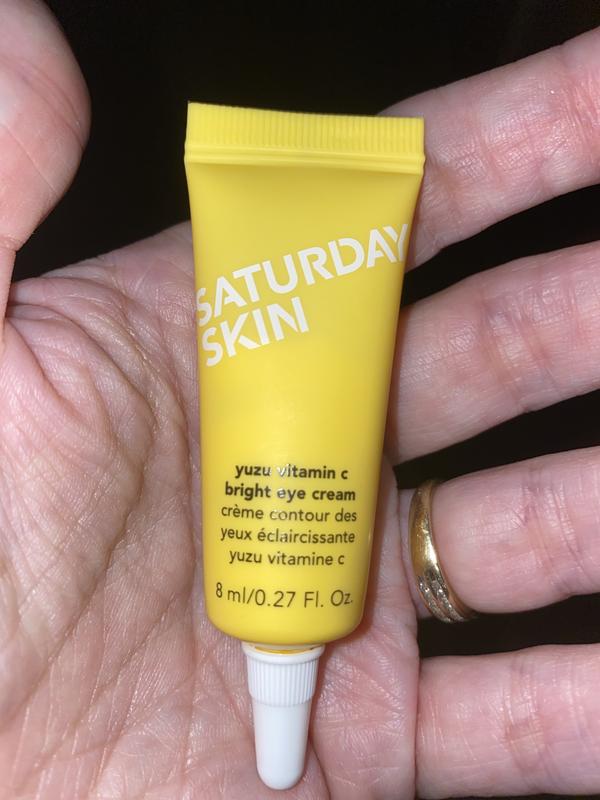 SATURDAY
SKIN
yuzu vitamin c
bright eye cream
crème contour des
yeux éclaircissante
yuzu vitamine c
8 ml/0.27 Fl. Oz.